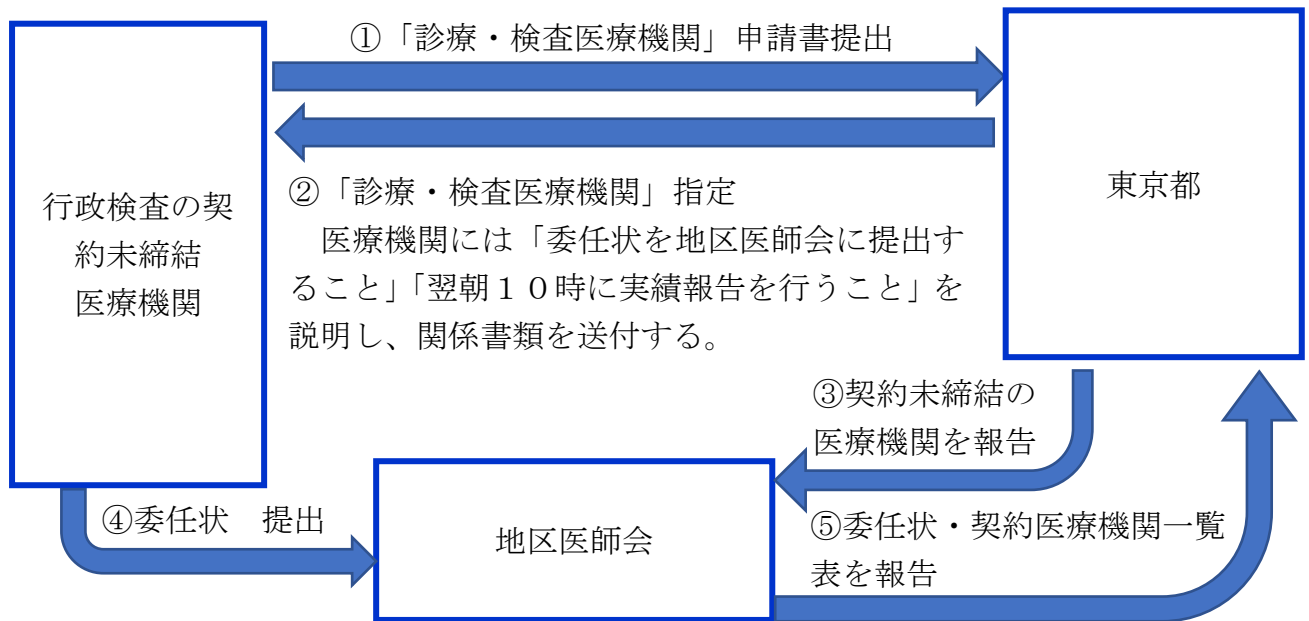 ①「診療・検査医療機関」申請書提出
行政検査の契
約未締結
医療機関
東京都
②「診療・検査医療機関」指定
　医療機関には「委任状を地区医師会に提出す
ること」「翌朝１０時に実績報告を行うこと」を
説明し、関係書類を送付する。
③契約未締結の
医療機関を報告
④委任状　提出
地区医師会
⑤委任状・契約医療機関一覧
表を報告